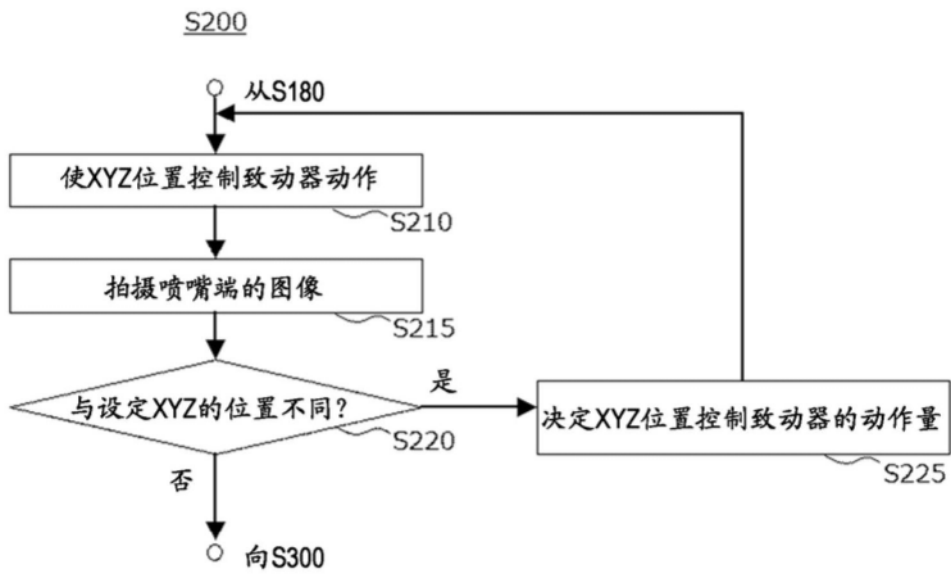 S200
从S180
使XYZ位置控制致动器动作
S210
拍摄喷嘴端的图像
S215
与设定XYZ的位置不同?
S220
是
决定XYZ位置控制致动器的动作量
S225
否
向S300